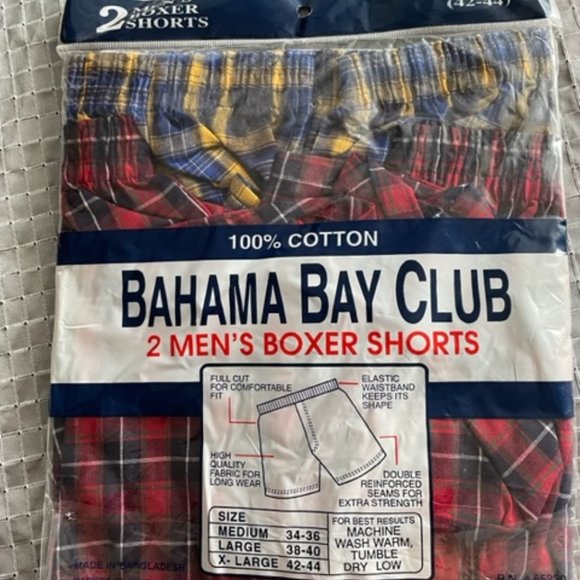 2 MEN'S BOXER SHORTS
(42-44)
100% COTTON
BAHAMA BAY CLUB
2 MEN'S BOXER SHORTS
FULL CUT
FOR COMFORTABLE
FIT
ELASTIC
WAISTBAND
KEEPS ITS
SHAPE
HIGH
QUALITY
FABRIC FOR
LONG WEAR
DOUBLE
REINFORCED
SEAMS FOR
EXTRA STRENGTH
SIZE
MEDIUM 34-36
LARGE 38-40
X-LARGE 42-44
FOR BEST RESULTS
MACHINE
WASH WARM,
TUMBLE
DRY LOW
MADE IN BANGLADESH